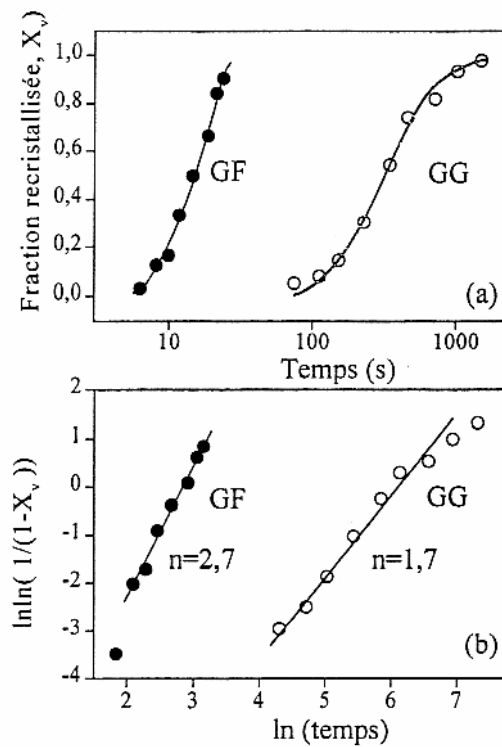 Fraction recristallisée, X_v
1,0
0,8
0,6
0,4
0,2
0,0
GF
GG
(a)
10
100
1000
Temps (s)
lnln( 1/(1-X_v))
2
1
0
-1
-2
-3
-4
GF
GG
n=2,7
n=1,7
(b)
2
3
4
5
6
7
ln (temps)